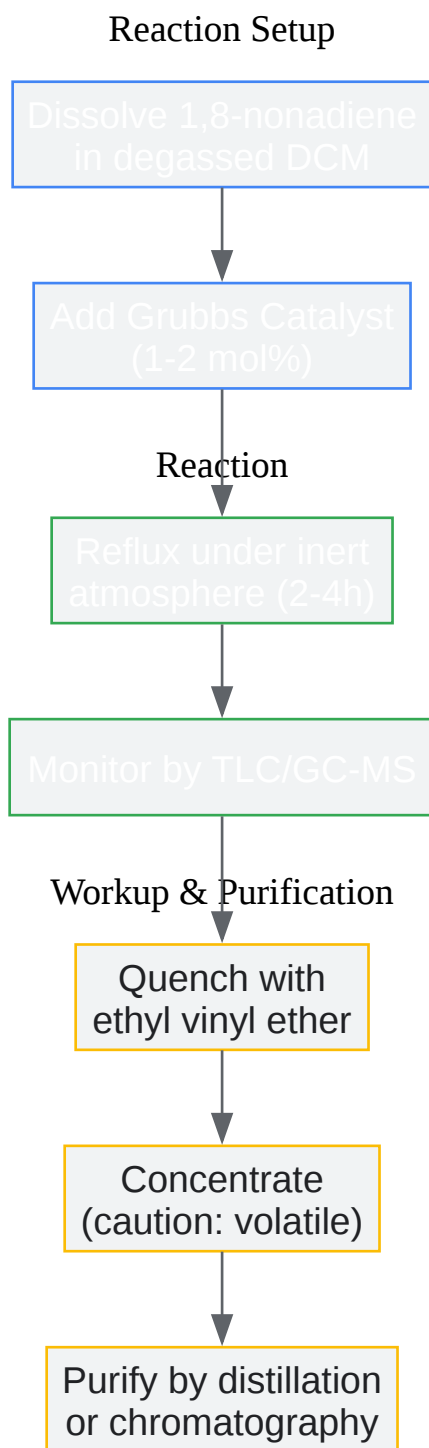 Reaction Setup
Dissolve 1,8-nonadiene
in degassed DCM
Add Grubbs Catalyst
(1-2 mol%)
Reaction
Reflux under inert
atmosphere (2-4h)
Monitor by TLC/GC-MS
Workup & Purification
Quench with
ethyl vinyl ether
Concentrate
(caution: volatile)
Purify by distillation
or chromatography